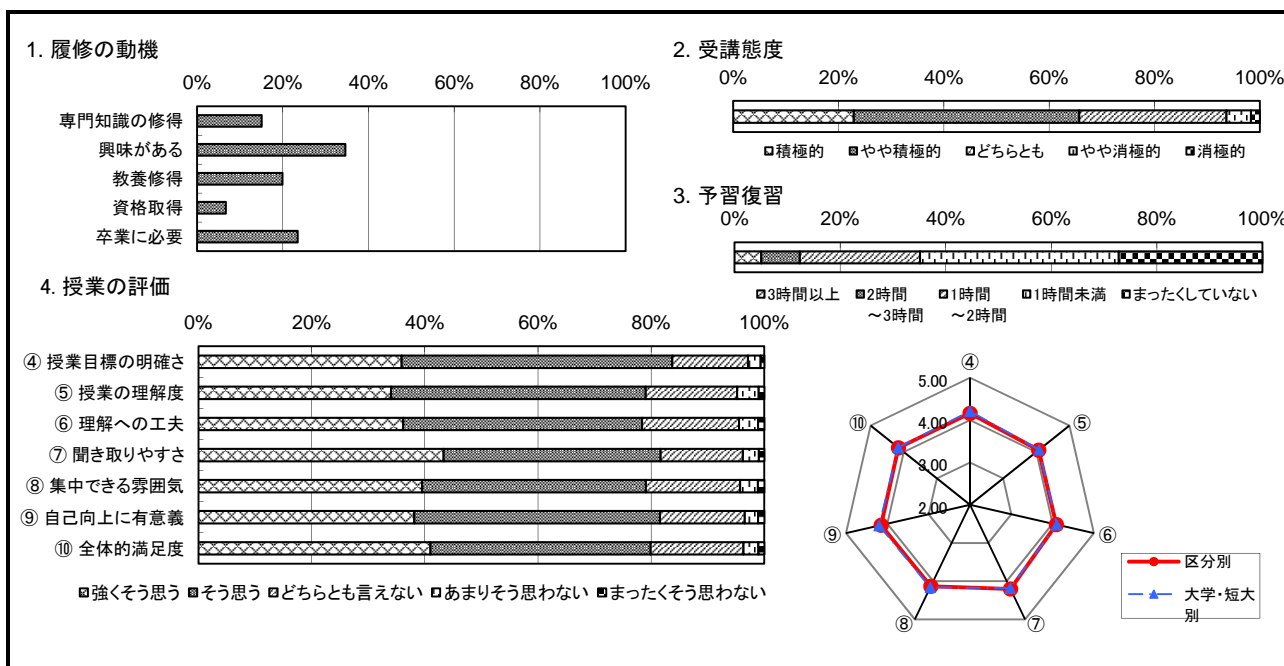 1. 履修の動機
0% 20% 40% 60% 80% 100%
専門知識の修得
興味がある
教養修得
資格取得
卒業に必要
2. 受講態度
0% 20% 40% 60% 80% 100%
積極的 やや積極的 どちらとも やや消極的 消極的
3. 予習復習
0% 20% 40% 60% 80% 100%
3時間以上 2時間 1時間 1時間未満 まったくしていない
～3時間 ～2時間
4. 授業の評価
0% 20% 40% 60% 80% 100%
④ 授業目標の明確さ
⑤ 授業の理解度
⑥ 理解への工夫
⑦ 聞き取りやすさ
⑧ 集中できる雰囲気
⑨ 自己向上に有意義
⑩ 全体的満足度
強くそう思う そう思う どちらとも言えない あまりそう思わない まったくそう思わない
④
5.00
⑩ ⑤
4.00
3.00
2.00
⑨ ⑥
⑧ ⑦
区分別
大学・短大
別